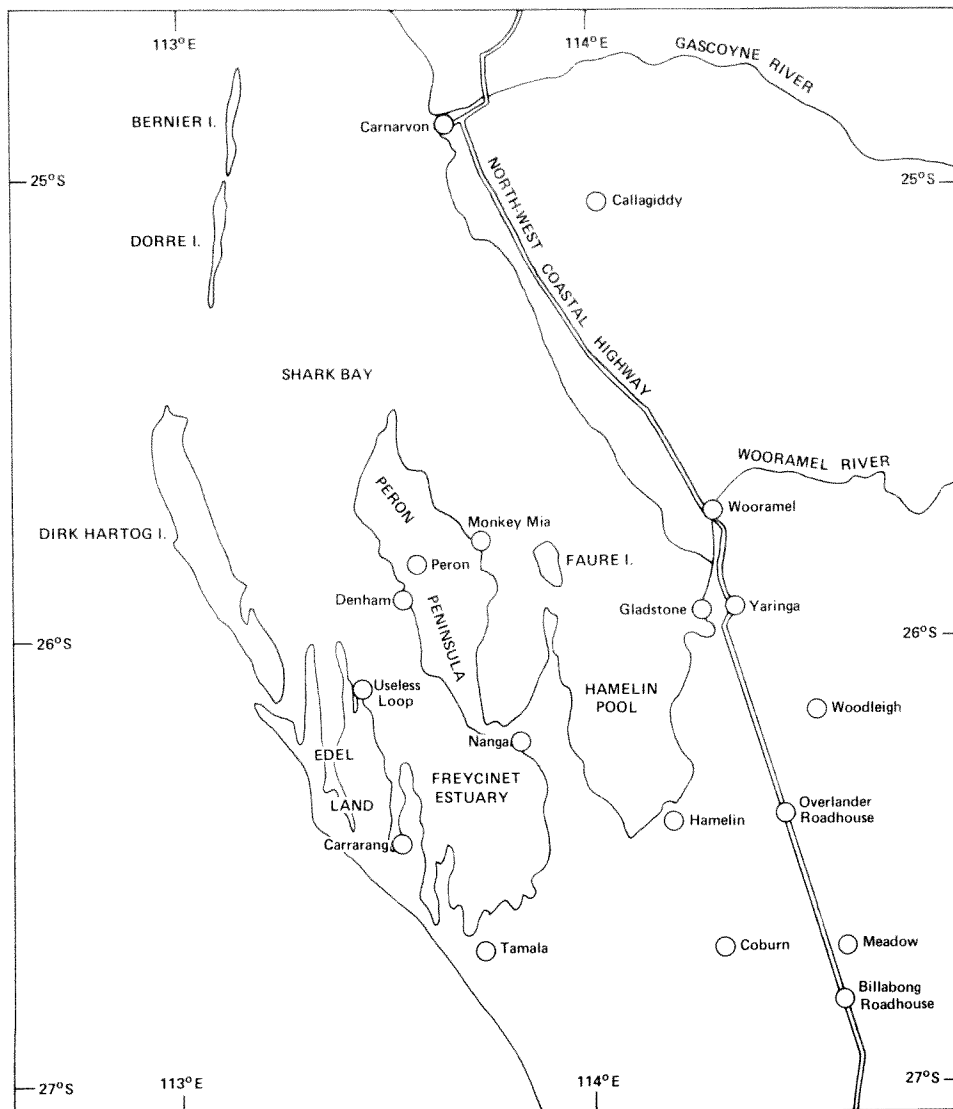 113°E
114°E
GASCOYNE RIVER
BERNIER I.
Carnarvon
25°S
25°S
NORTH-WEST COASTAL HIGHWAY
Callagiddy
DORRE I.
SHARK BAY
WOORAMEL RIVER
PERON PENINSULA
Wooramel
DIRK HARTOG I.
Monkey Mia
FAURE I.
Peron
Denham
Gladstone
Yaringa
26°S
26°S
Useless
Loop
HAMELIN
POOL
Woodleigh
Nanga
EDEL
LAND
FREYCINET
ESTUARY
Overlander
Roadhouse
Hamelin
Carrarang
Tamala
Coburn
Meadow
Billabong
Roadhouse
27°S
113°E
114°E
27°S